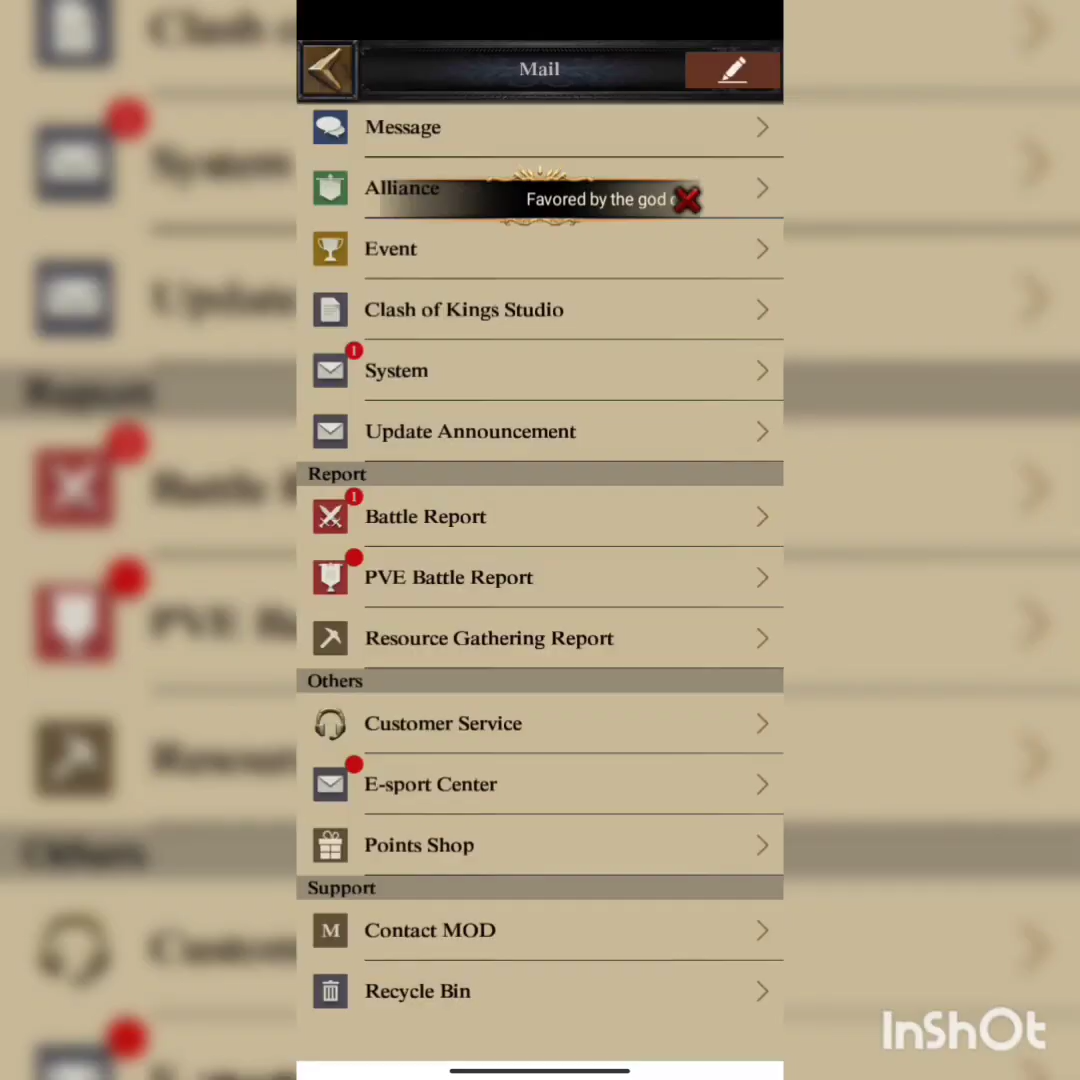 Mail
Message
Alliance
Favored by the god
Event
Clash of Kings Studio
1
System
Update Announcement
Report
1
Battle Report
PVE Battle Report
Resource Gathering Report
Others
Customer Service
E-sport Center
Points Shop
Support
M
Contact MOD
Recycle Bin
InShOt